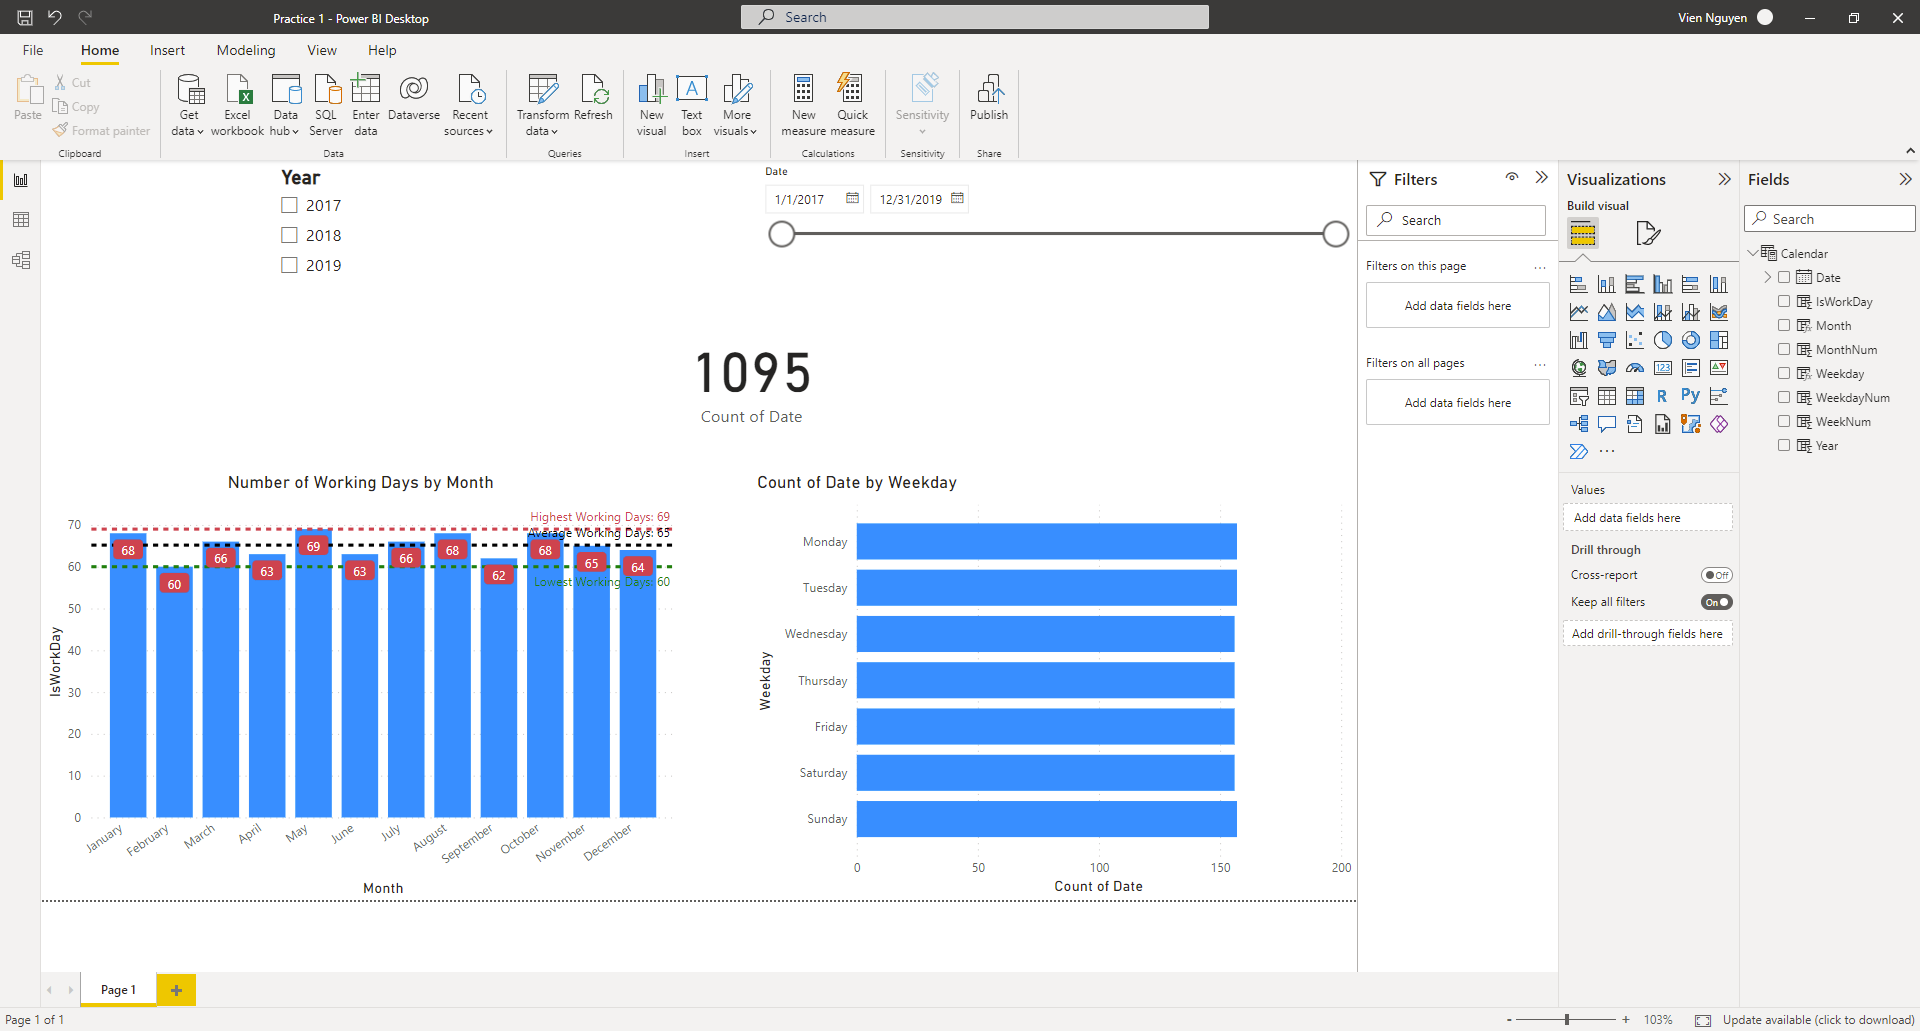 Practice 1 - Power BI Desktop
Search
Vien Nguyen
File
Home
Insert
Modeling
View
Help
Paste
Cut
Copy
Format painter
Clipboard
Get data
Excel workbook
Data hub
SQL Server
Enter data
Dataverse
Recent sources
Data
Transform data
Refresh
Queries
New visual
Text box
More visuals
Insert
New measure
Quick measure
Calculations
Sensitivity
Sensitivity
Publish
Share
Year
2017
2018
2019
Date
1/1/2017
12/31/2019
1095
Count of Date
Number of Working Days by Month
Highest Working Days: 69
Average Working Days: 65
Lowest Working Days: 60
70
60
50
40
30
20
10
0
IsWorkDay
68
60
66
63
69
63
66
68
62
68
65
64
January
February
March
April
May
June
July
August
September
October
November
December
Month
Count of Date by Weekday
Weekday
Monday
Tuesday
Wednesday
Thursday
Friday
Saturday
Sunday
0
50
100
150
200
Count of Date
Filters
Search
Filters on this page
...
Add data fields here
Filters on all pages
...
Add data fields here
Visualizations
Build visual
123
R
Py
...
Values
Add data fields here
Drill through
Cross-report
Off
Keep all filters
On
Add drill-through fields here
Fields
Search
Calendar
Date
IsWorkDay
Month
MonthNum
Weekday
WeekdayNum
WeekNum
Year
Page 1
+
Page 1 of 1
-
+
103%
Update available (click to download)